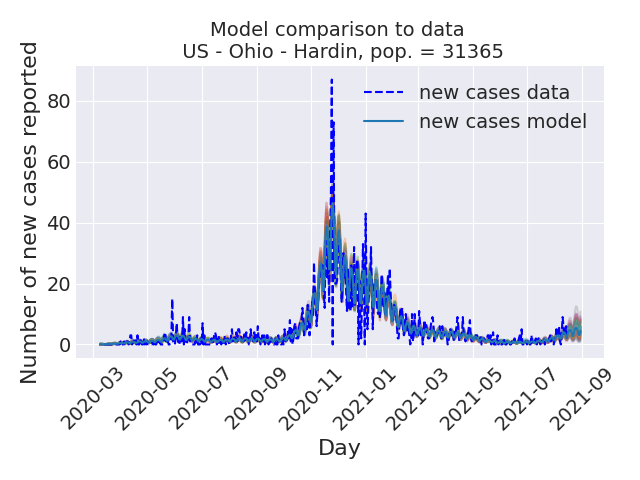 Model comparison to data
US - Ohio - Hardin, pop. = 31365
Number of new cases reported
80
60
40
20
0
new cases data
new cases model
2020-03
2020-05
2020-07
2020-09
2020-11
2021-01
2021-03
2021-05
2021-07
2021-09
Day